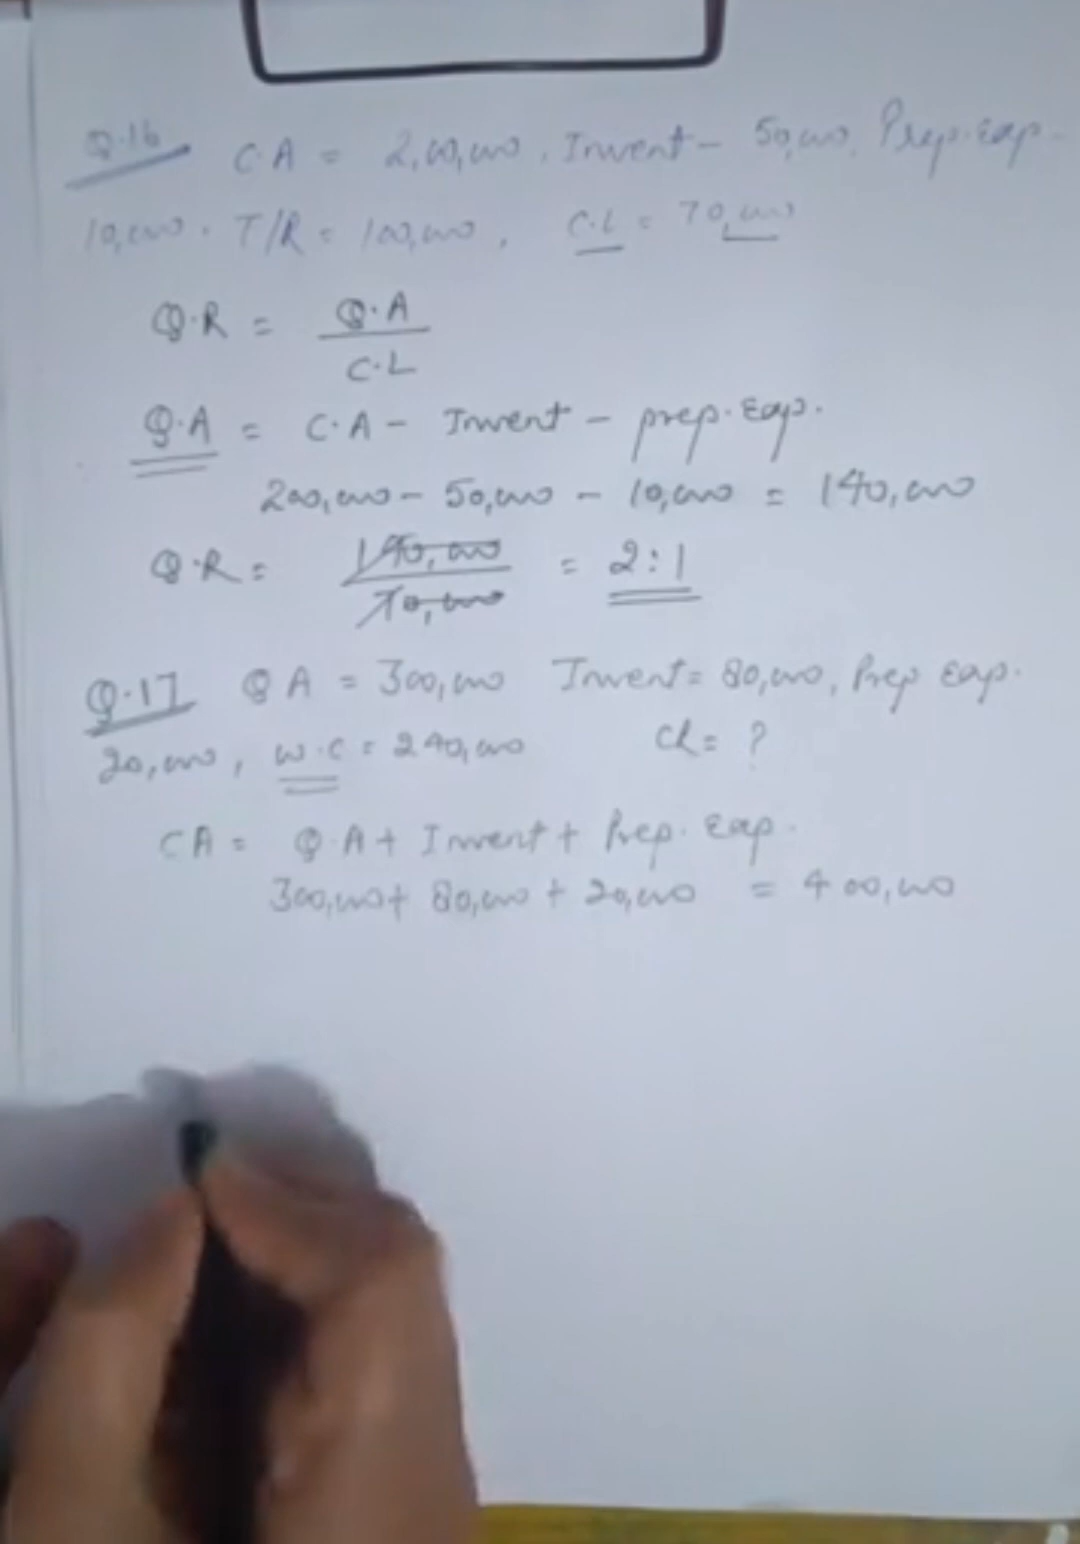 Q.16 CA = 2,00,000, Invent - 50,000, Prep. Exp -
10,000. T/R = 100,000, C.L = 70,000
Q.R = Q.A / C.L
Q.A = C.A - Invent - prep. Exp.
200,000 - 50,000 - 10,000 = 140,000
Q.R = 140,000 / 70,000 = 2:1
Q.17 QA = 300,000 Invent = 80,000, Prep Exp.
20,000, W.C = 240,000 CL = ?
CA = Q.A + Invent + Prep. Exp.
300,000 + 80,000 + 20,000 = 400,000